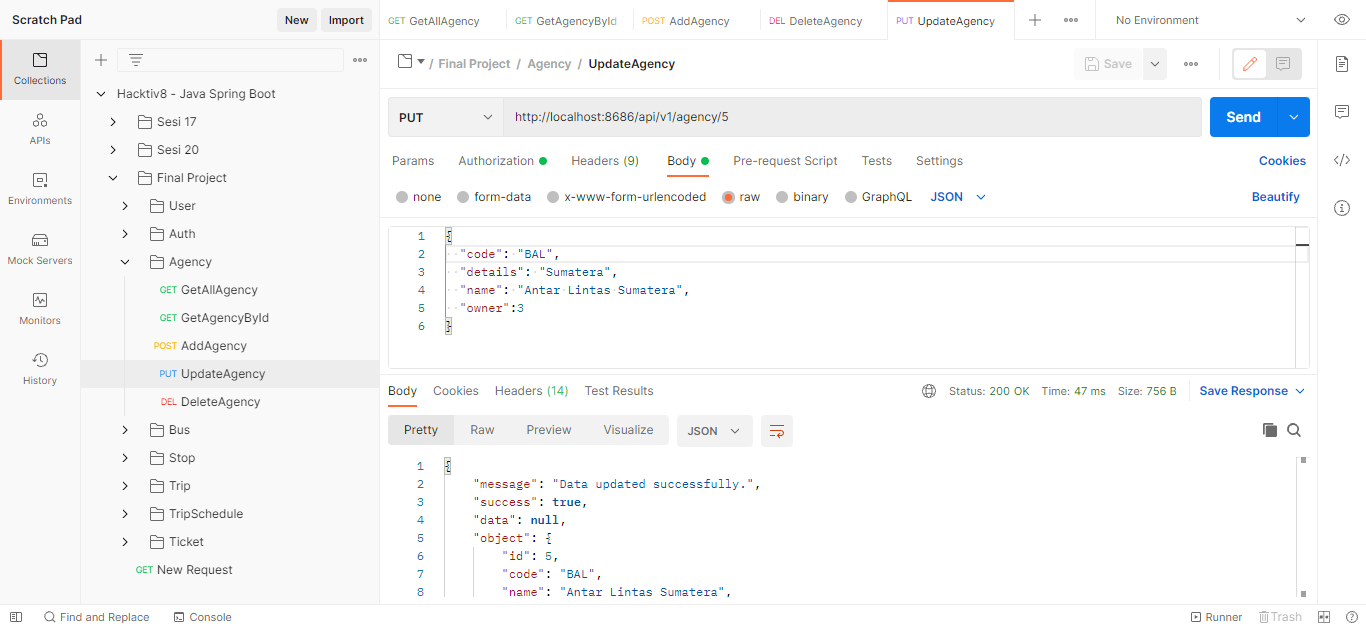 Scratch Pad
New
Import
GET GetAllAgency
GET GetAgencyById
POST AddAgency
DEL DeleteAgency
PUT UpdateAgency
No Environment
Collections
APIs
Environments
Mock Servers
Monitors
History
Hacktiv8 - Java Spring Boot
Sesi 17
Sesi 20
Final Project
User
Auth
Agency
GET GetAllAgency
GET GetAgencyById
POST AddAgency
PUT UpdateAgency
DEL DeleteAgency
Bus
Stop
Trip
TripSchedule
Ticket
GET New Request
/ Final Project / Agency / UpdateAgency
Save
PUT
http://localhost:8686/api/v1/agency/5
Send
Params
Authorization
Headers (9)
Body
Pre-request Script
Tests
Settings
Cookies
none
form-data
x-www-form-urlencoded
raw
binary
GraphQL
JSON
Beautify
1 {
2 "code": "BAL",
3 "details": "Sumatera",
4 "name": "Antar Lintas Sumatera",
5 "owner":3
6 }
Body
Cookies
Headers (14)
Test Results
Status: 200 OK
Time: 47 ms
Size: 756 B
Save Response
Pretty
Raw
Preview
Visualize
JSON
1 {
2 "message": "Data updated successfully.",
3 "success": true,
4 "data": null,
5 "object": {
6 "id": 5,
7 "code": "BAL",
8 "name": "Antar Lintas Sumatera",
Find and Replace
Console
Runner
Trash